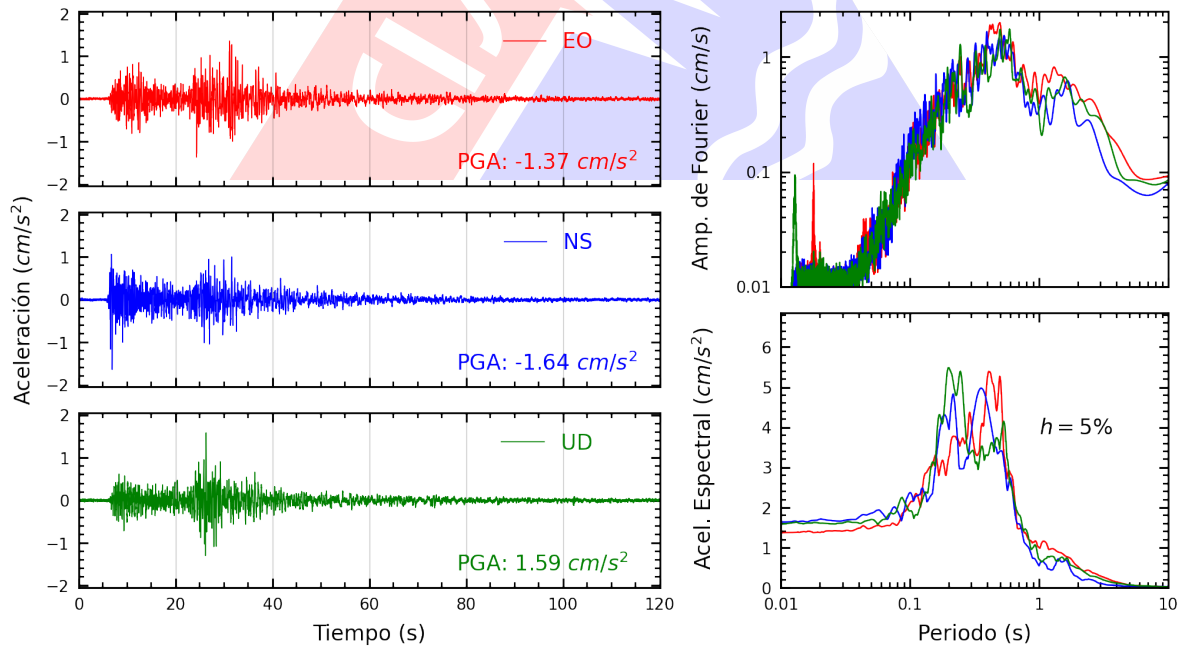 Aceleración (cm/s²)
2
1
0
−1
−2
EO
PGA: -1.37 cm/s²
2
1
0
−1
−2
NS
PGA: -1.64 cm/s²
2
1
0
−1
−2
UD
PGA: 1.59 cm/s²
0 20 40 60 80 100 120
Tiempo (s)
Amp. de Fourier (cm/s)
1
0.1
0.01
Acel. Espectral (cm/s²)
6
5
4
3
2
1
0
h = 5%
0.01 0.1 1 10
Periodo (s)